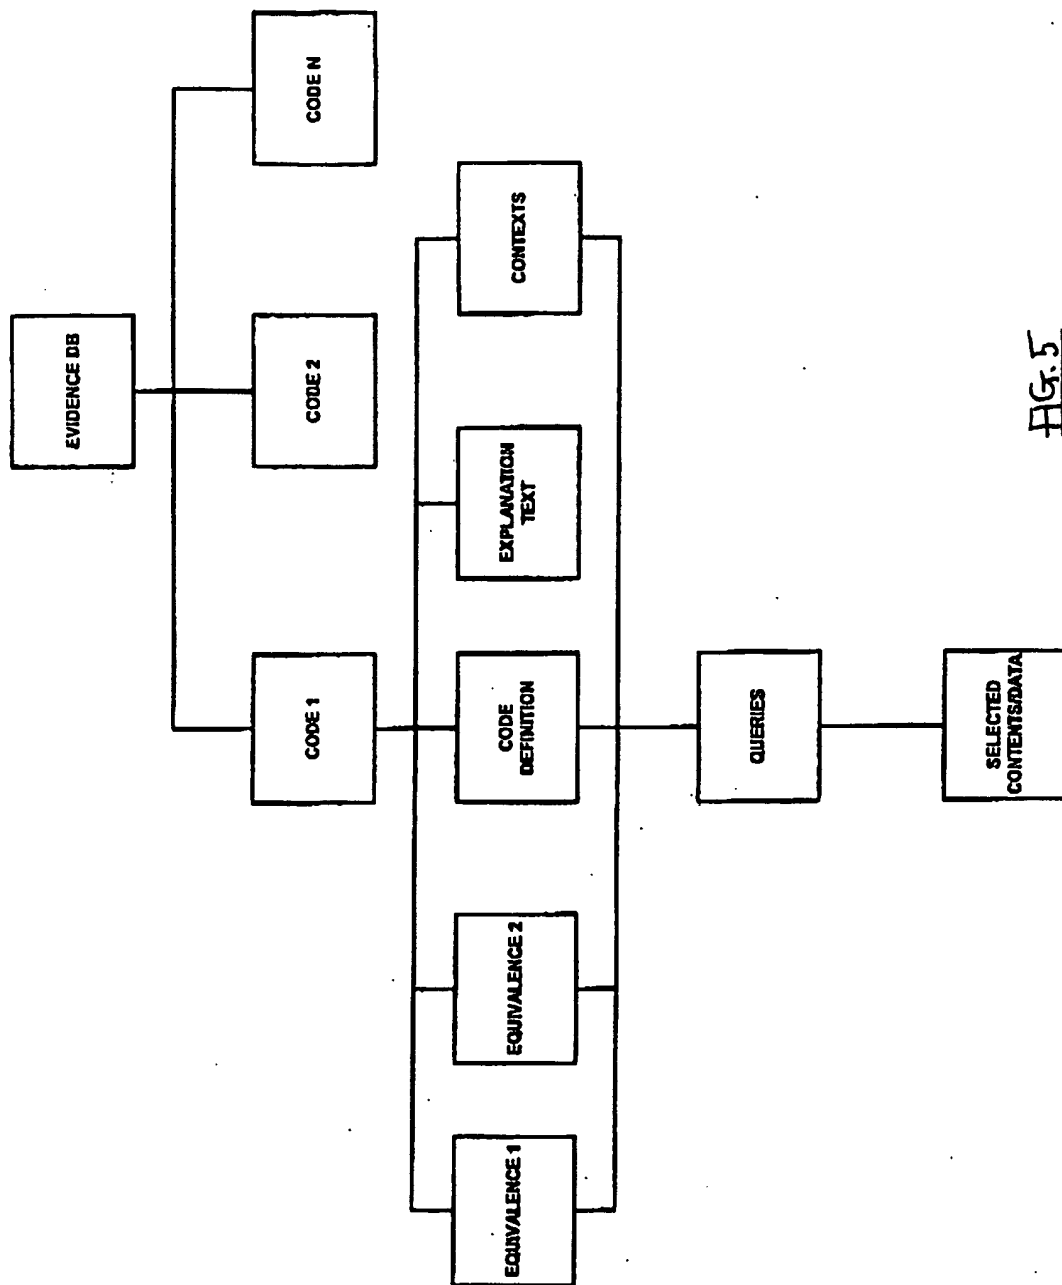 EVIDENCE DB
CODE 1
CODE 2
CODE N
EQUIVALENCE 1
EQUIVALENCE 2
CODE
DEFINITION
EXPLANATION
TEXT
CONTEXTS
QUERIES
SELECTED
CONTENTS/DATA
FIG. 5